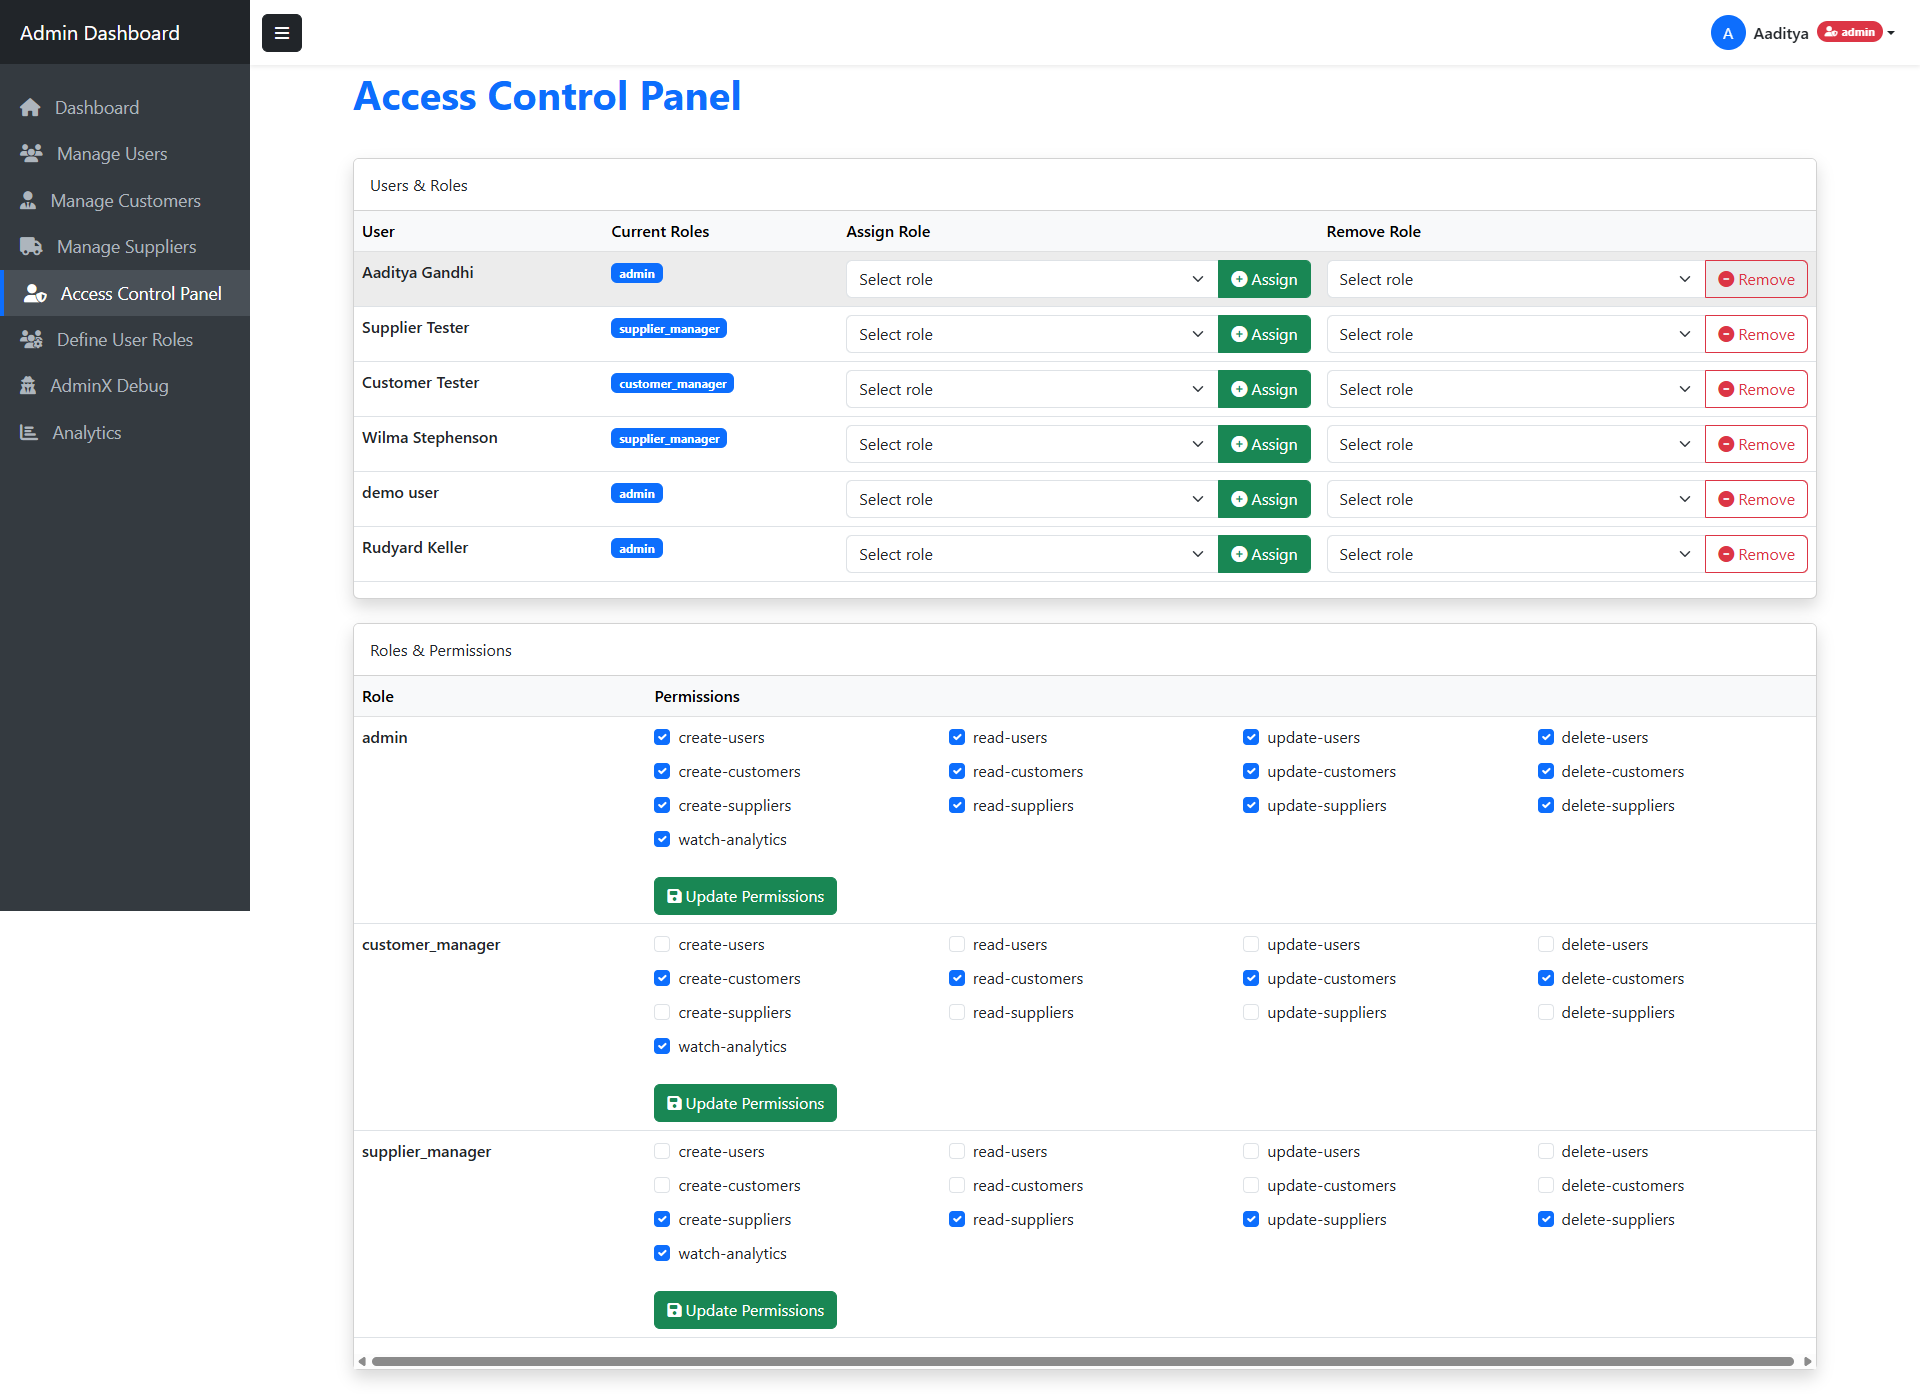 Admin Dashboard
A Aaditya admin
Dashboard
Manage Users
Manage Customers
Manage Suppliers
Access Control Panel
Define User Roles
AdminX Debug
Analytics
Access Control Panel
Users & Roles
User Current Roles Assign Role Remove Role
Aaditya Gandhi admin Select role Assign Select role Remove
Supplier Tester supplier_manager Select role Assign Select role Remove
Customer Tester customer_manager Select role Assign Select role Remove
Wilma Stephenson supplier_manager Select role Assign Select role Remove
demo user admin Select role Assign Select role Remove
Rudyard Keller admin Select role Assign Select role Remove
Roles & Permissions
Role Permissions
admin create-users read-users update-users delete-users
create-customers read-customers update-customers delete-customers
create-suppliers read-suppliers update-suppliers delete-suppliers
watch-analytics
Update Permissions
customer_manager create-users read-users update-users delete-users
create-customers read-customers update-customers delete-customers
create-suppliers read-suppliers update-suppliers delete-suppliers
watch-analytics
Update Permissions
supplier_manager create-users read-users update-users delete-users
create-customers read-customers update-customers delete-customers
create-suppliers read-suppliers update-suppliers delete-suppliers
watch-analytics
Update Permissions